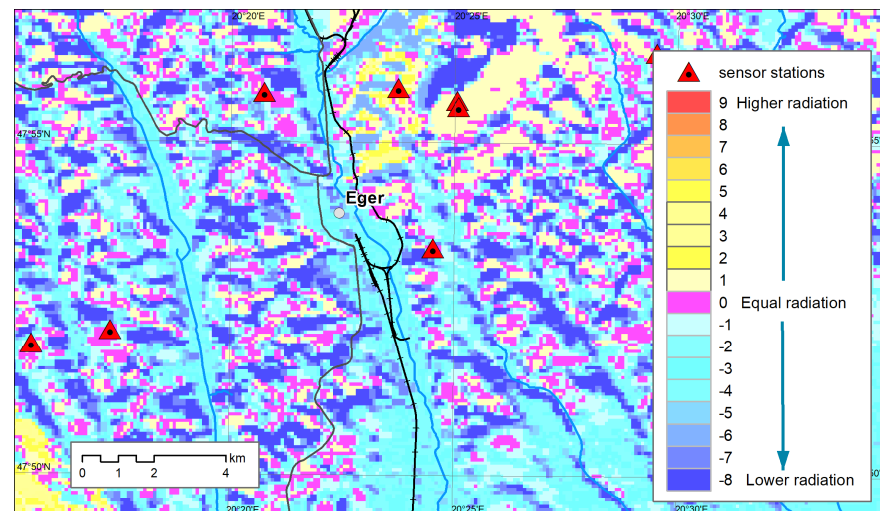 20°20'E 20°25'E 20°30'E
sensor stations
9 Higher radiation
8
7
6
5
4
3
2
1
0 Equal radiation
-1
-2
-3
-4
-5
-6
-7
-8 Lower radiation
47°55'N
Eger
km
0 1 2 4
47°50'N
20°20'E 20°25'E 20°30'E